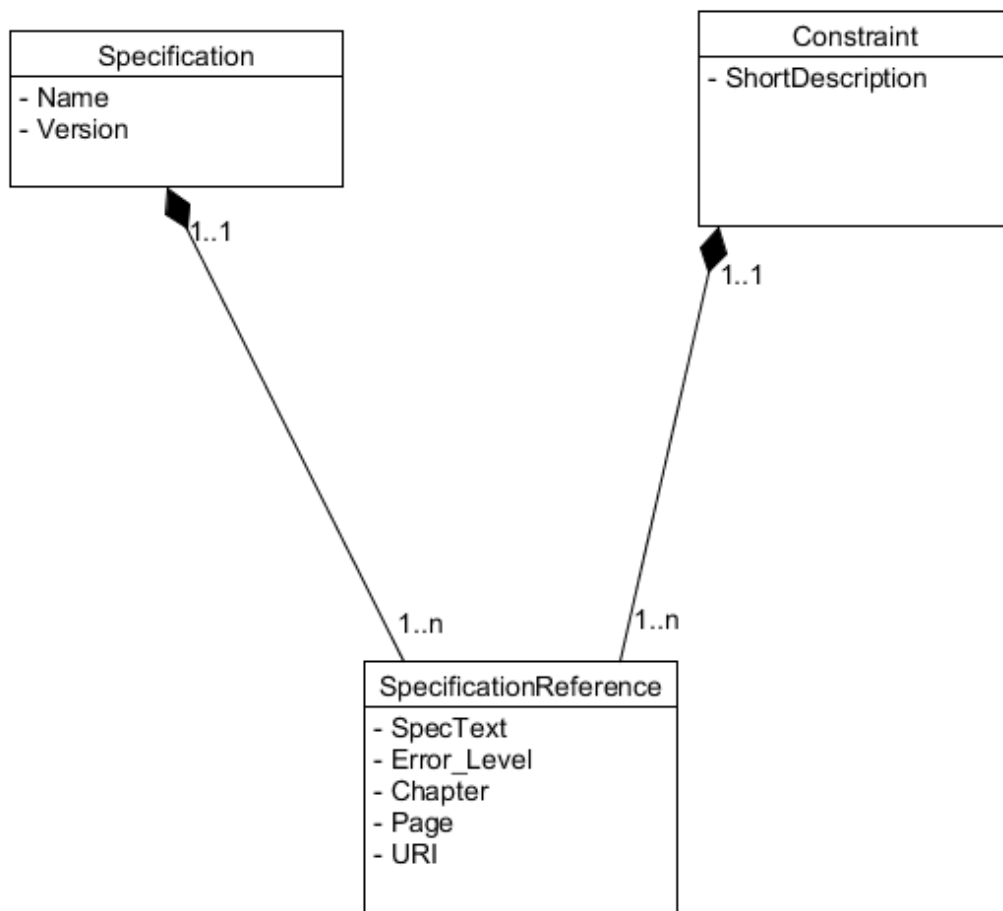 Specification
- Name
- Version
1..1
Constraint
- ShortDescription
1..1
1..n
1..n
SpecificationReference
- SpecText
- Error_Level
- Chapter
- Page
- URI